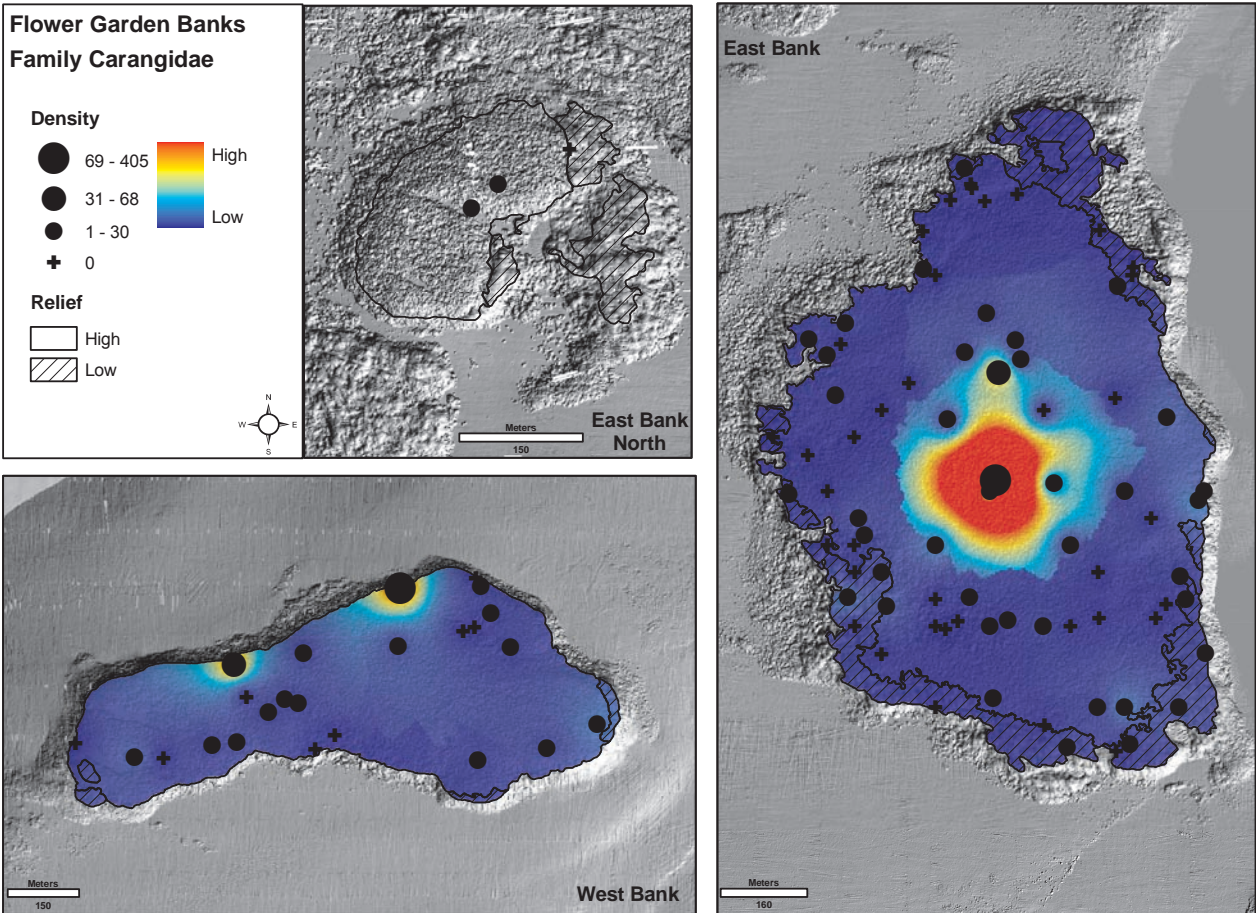 Flower Garden Banks
Family Carangidae
Density
69 - 405
31 - 68
1 - 30
0
High
Low
Relief
High
Low
N
W E
S
Meters
150
East Bank
North
East Bank
Meters
160
Meters
150
West Bank